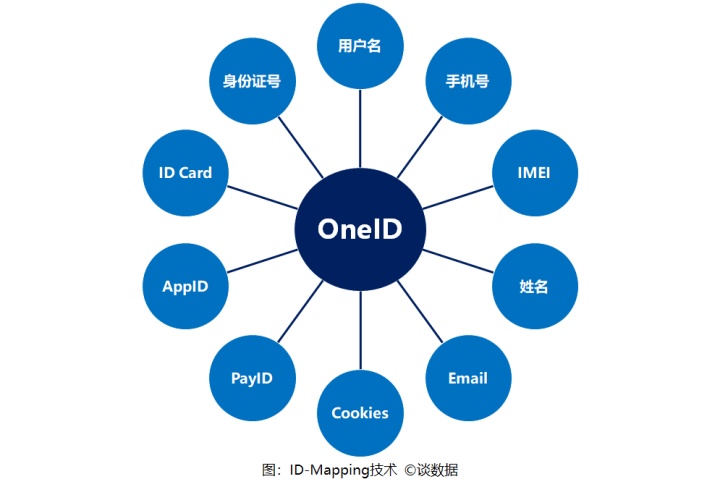 用户名
身份证号
手机号
ID Card
IMEI
OneID
AppID
姓名
PayID
Email
Cookies
图：ID-Mapping技术 ©谈数据